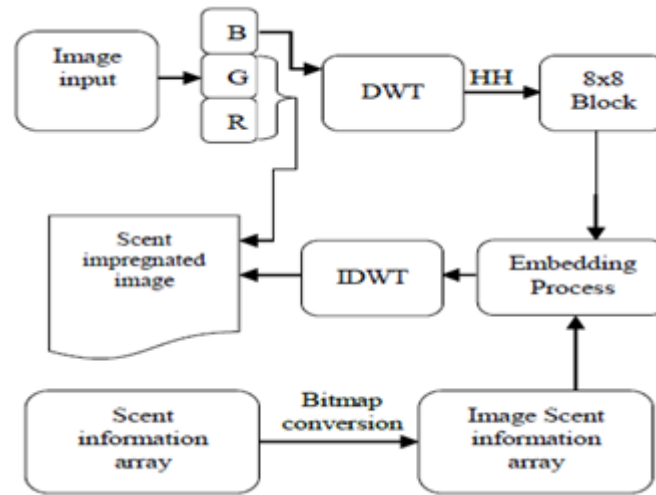 Image
input
B
G
R
DWT
HH
8x8
Block
Scent
impregnated
image
IDWT
Embedding
Process
Scent
information
array
Bitmap
conversion
Image Scent
information
array